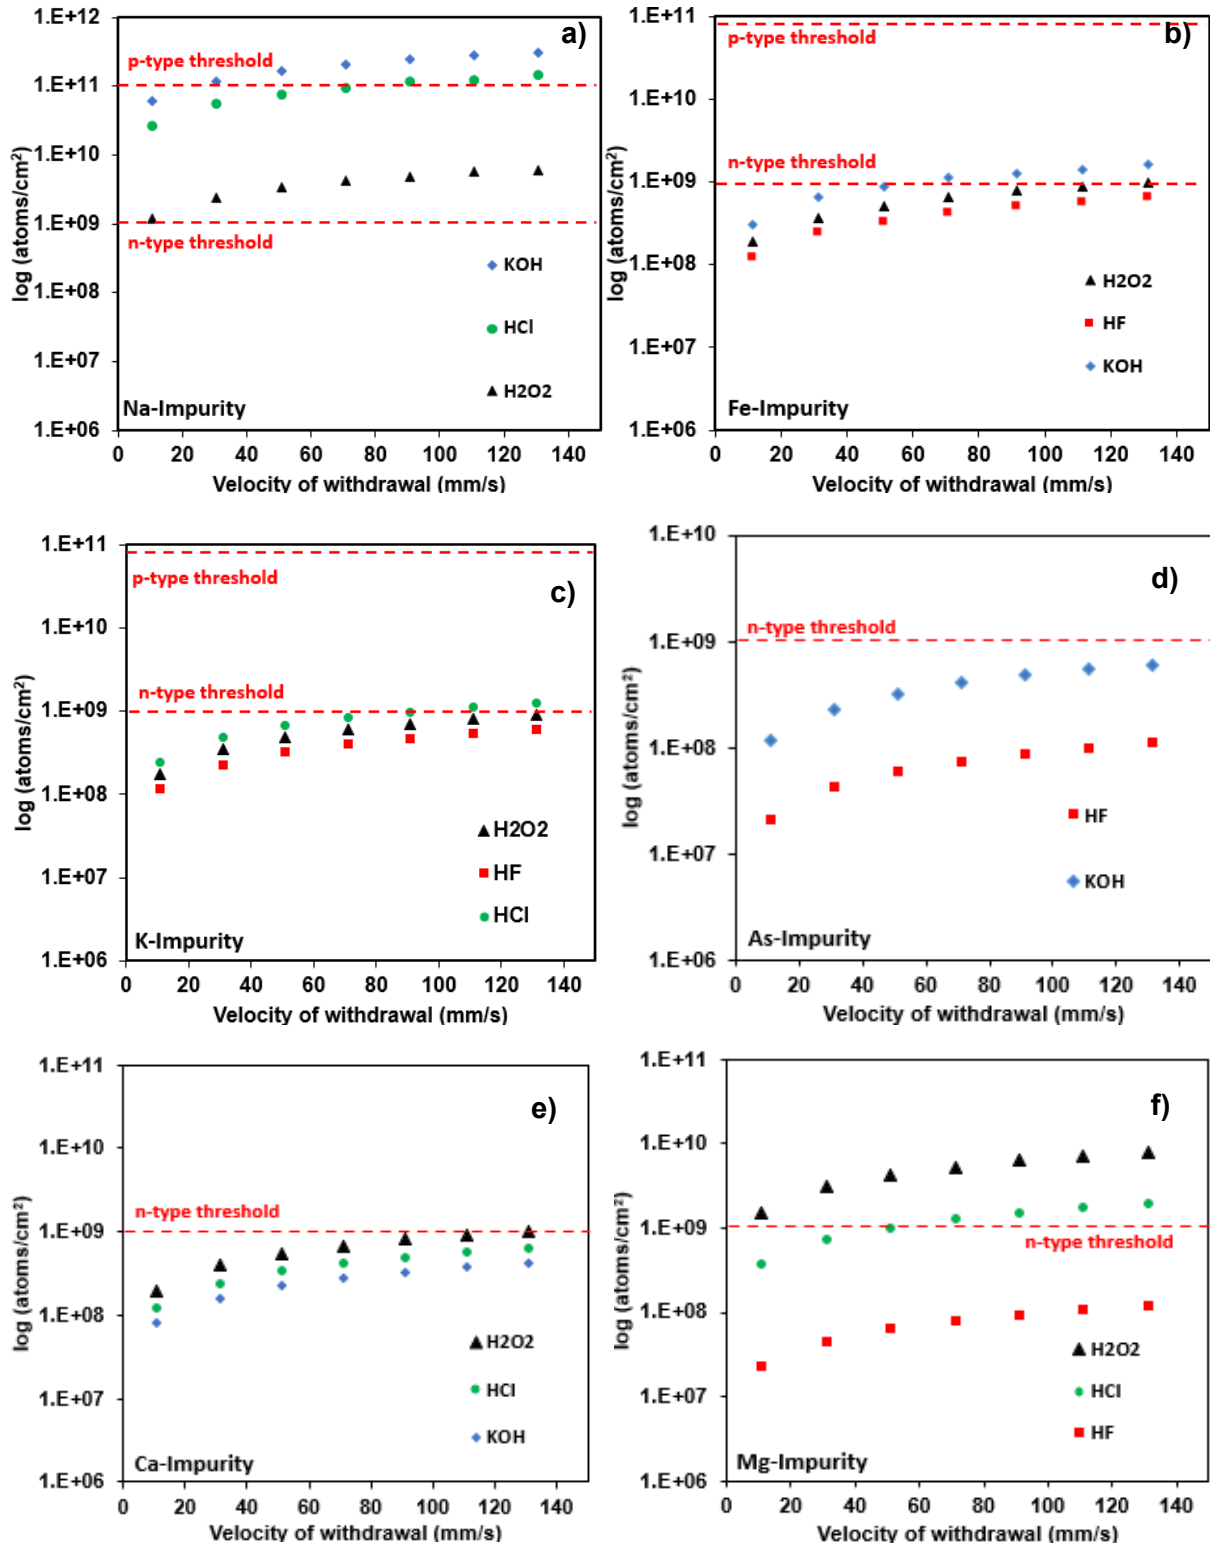 a)
log (atoms/cm²)
1.E+12
1.E+11
1.E+10
1.E+09
1.E+08
1.E+07
1.E+06
p-type threshold
n-type threshold
KOH
HCl
H2O2
Na-Impurity
0 20 40 60 80 100 120 140
Velocity of withdrawal (mm/s)
b)
log (atoms/cm²)
1.E+11
1.E+10
1.E+09
1.E+08
1.E+07
1.E+06
p-type threshold
n-type threshold
H2O2
HF
KOH
Fe-Impurity
0 20 40 60 80 100 120 140
Velocity of withdrawal (mm/s)
c)
log (atoms/cm²)
1.E+11
1.E+10
1.E+09
1.E+08
1.E+07
1.E+06
p-type threshold
n-type threshold
H2O2
HF
HCl
K-Impurity
0 20 40 60 80 100 120 140
Velocity of withdrawal (mm/s)
d)
log (atoms/cm²)
1.E+10
1.E+09
1.E+08
1.E+07
1.E+06
n-type threshold
HF
KOH
As-Impurity
0 20 40 60 80 100 120 140
Velocity of withdrawal (mm/s)
e)
log (atoms/cm²)
1.E+11
1.E+10
1.E+09
1.E+08
1.E+07
1.E+06
n-type threshold
H2O2
HCl
KOH
Ca-Impurity
0 20 40 60 80 100 120 140
Velocity of withdrawal (mm/s)
f)
log (atoms/cm²)
1.E+11
1.E+10
1.E+09
1.E+08
1.E+07
1.E+06
n-type threshold
H2O2
HCl
HF
Mg-Impurity
0 20 40 60 80 100 120 140
Velocity of withdrawal (mm/s)